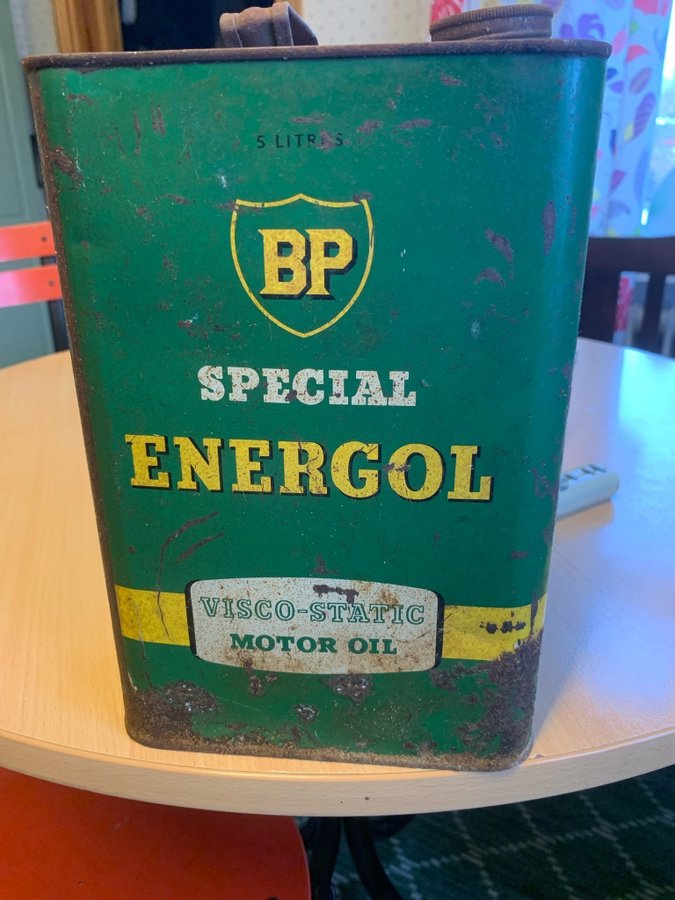 5 LITRES
BP
SPECIAL
ENERGOL
VISCO-STATIC
MOTOR OIL